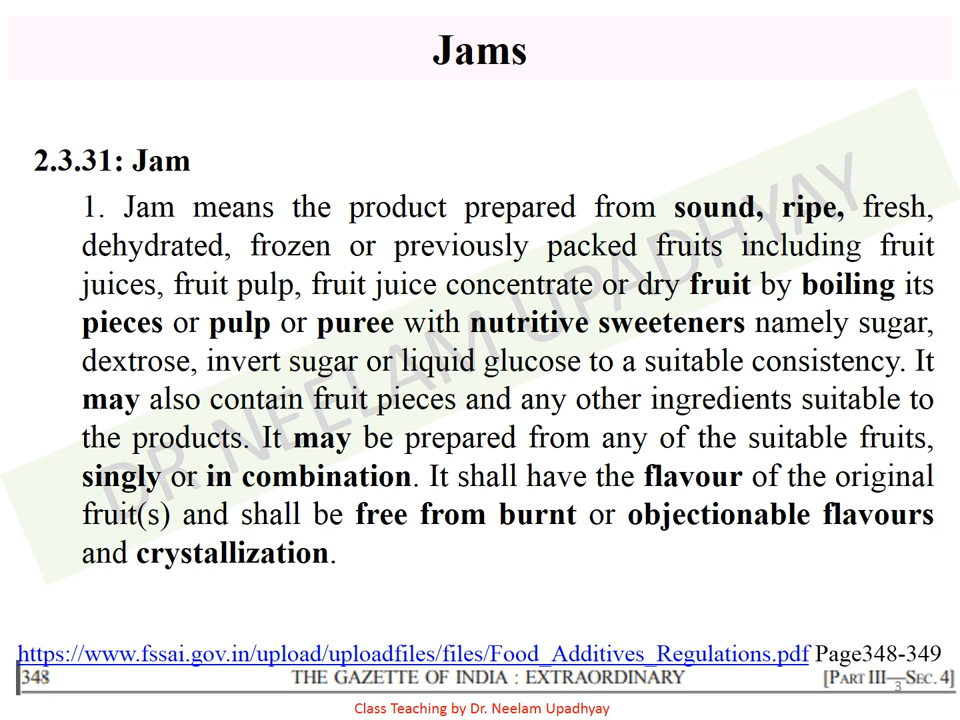 Jams
2.3.31: Jam
1. Jam means the product prepared from sound, ripe, fresh,
dehydrated, frozen or previously packed fruits including fruit
juices, fruit pulp, fruit juice concentrate or dry fruit by boiling its
pieces or pulp or puree with nutritive sweeteners namely sugar,
dextrose, invert sugar or liquid glucose to a suitable consistency. It
may also contain fruit pieces and any other ingredients suitable to
the products. It may be prepared from any of the suitable fruits,
singly or in combination. It shall have the flavour of the original
fruit(s) and shall be free from burnt or objectionable flavours
and crystallization.
DR NEELAM UPADHYAY
https://www.fssai.gov.in/upload/uploadfiles/files/Food_Additives_Regulations.pdf Page348-349
348 THE GAZETTE OF INDIA : EXTRAORDINARY [PART III—SEC. 4]
3
Class Teaching by Dr. Neelam Upadhyay